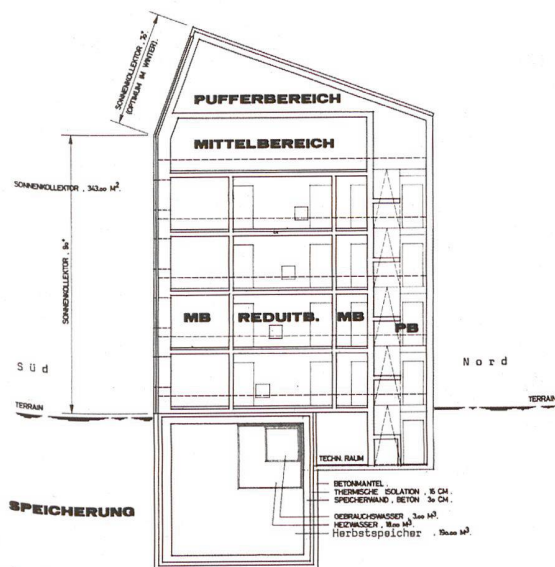 SONNENKOLLEKTOR , 70°
(OPTIMUM IM WINTER).
PUFFERBEREICH
MITTELBEREICH
SONNENKOLLEKTOR , 343.00 M².
SONNENKOLLEKTOR , 90°
MB
REDUITB.
MB
PB
Süd
Nord
TERRAIN
TERRAIN
TECHN. RAUM
BETONMANTEL .
THERMISCHE ISOLATION , 16 CM .
SPEICHERWAND , BETON 30 CM .
SPEICHERUNG
GEBRAUCHSWASSER , 3.00 M³.
HEIZWASSER , 18.00 M³.
Herbstspeicher , 190.00 M³.